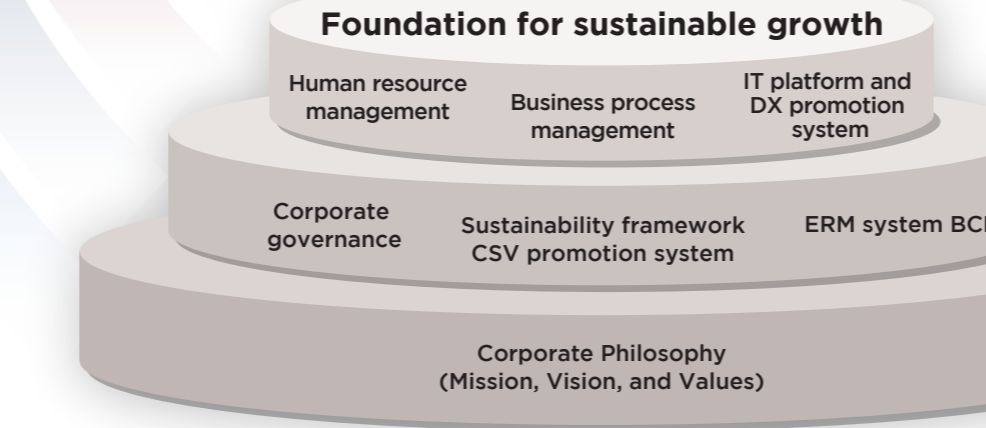 Foundation for sustainable growth
Human resource
management
Business process
management
IT platform and
DX promotion
system
Corporate
governance
Sustainability framework
CSV promotion system
ERM system
Corporate Philosophy
(Mission, Vision, and Values)